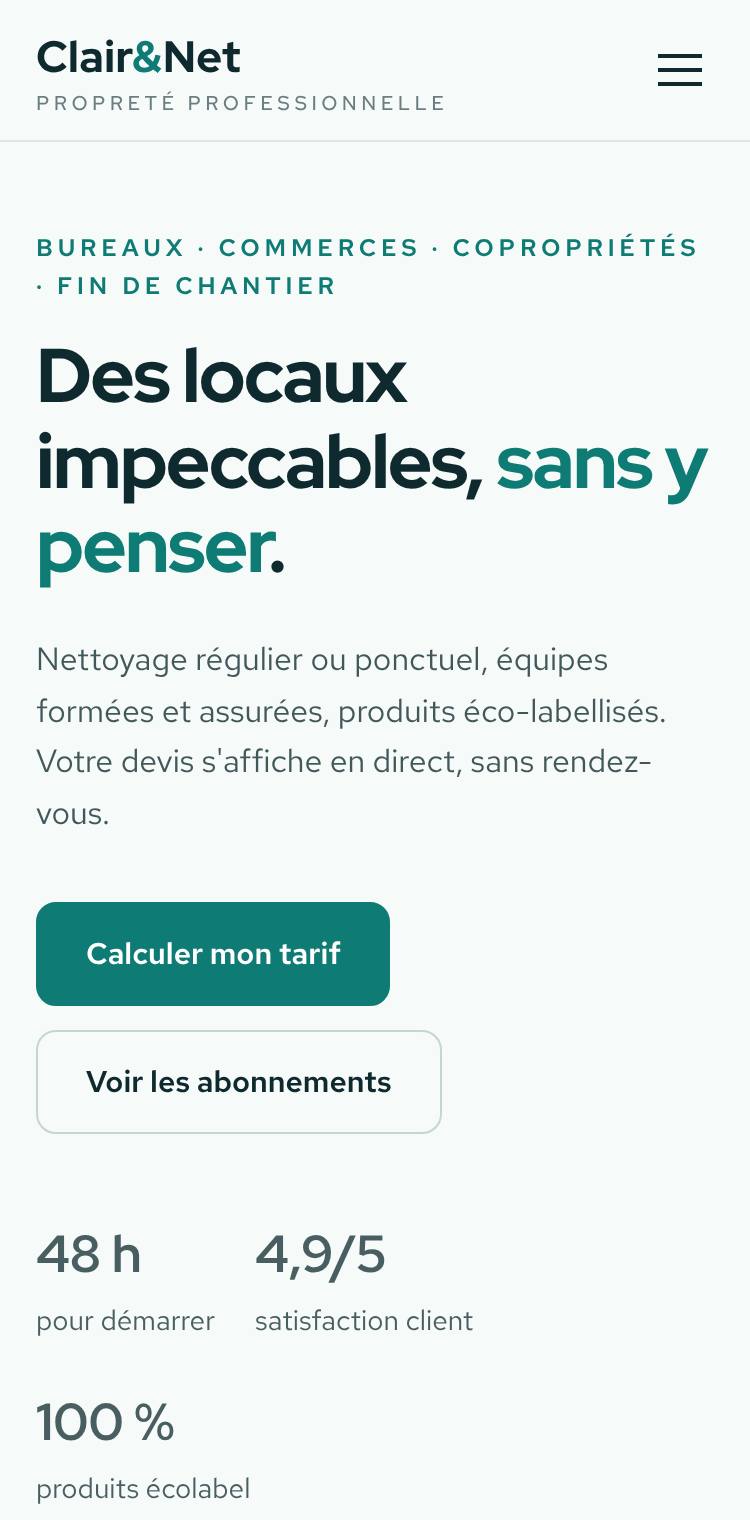 Clair&Net
PROPRETÉ PROFESSIONNELLE
BUREAUX · COMMERCES · COPROPRIÉTÉS
· FIN DE CHANTIER
Des locaux
impeccables, sans y
penser.
Nettoyage régulier ou ponctuel, équipes
formées et assurées, produits éco-labellisés.
Votre devis s'affiche en direct, sans rendez-
vous.
Calculer mon tarif
Voir les abonnements
48 h 4,9/5
pour démarrer satisfaction client
100 %
produits écolabel